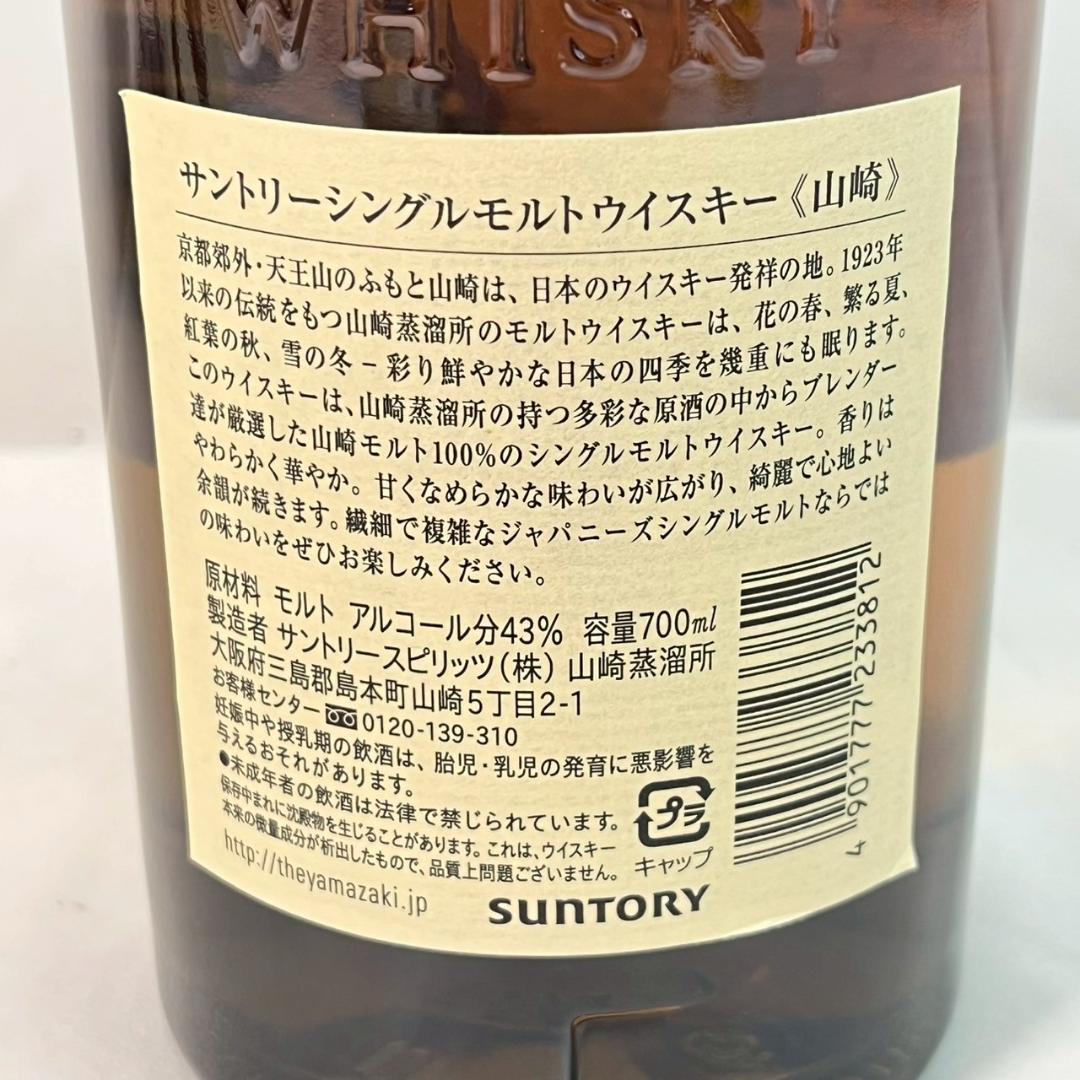 WHISKY
サントリーシングルモルトウイスキー《山崎》
京都郊外・天王山のふもと山崎は、日本のウイスキー発祥の地。1923年
以来の伝統をもつ山崎蒸溜所のモルトウイスキーは、花の春、繁る夏、
紅葉の秋、雪の冬－彩り鮮やかな日本の四季を幾重にも眠ります。
このウイスキーは、山崎蒸溜所の持つ多彩な原酒の中からブレンダー
達が厳選した山崎モルト100%のシングルモルトウイスキー。香りは
やわらかく華やか。甘くなめらかな味わいが広がり、綺麗で心地よい
余韻が続きます。繊細で複雑なジャパニーズシングルモルトならでは
の味わいをぜひお楽しみください。
原材料 モルト アルコール分43% 容量700ml
製造者 サントリースピリッツ(株) 山崎蒸溜所
大阪府三島郡島本町山崎5丁目2-1
お客様センター 0120-139-310
妊娠中や授乳期の飲酒は、胎児・乳児の発育に悪影響を
与えるおそれがあります。
●未成年者の飲酒は法律で禁じられています。
保存中まれに沈殿物を生じることがあります。これは、ウイスキー
本来の微量成分が析出したもので、品質上問題ございません。
http://theyamazaki.jp
プラ
キャップ
SUNTORY
4 901777 233812